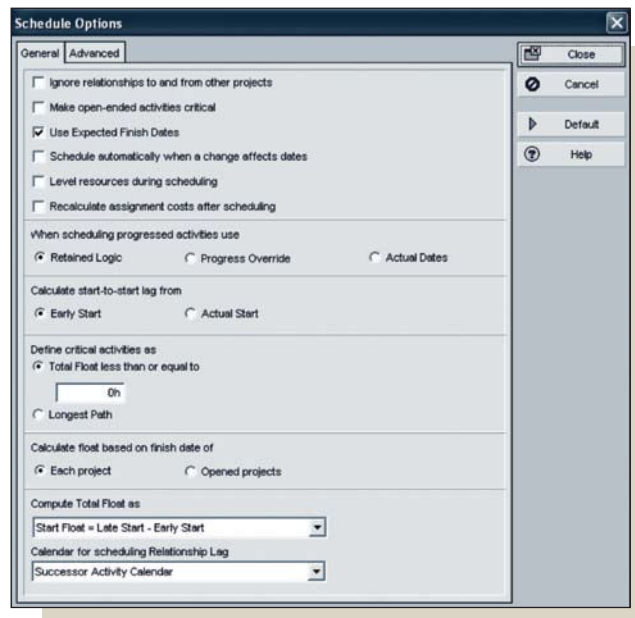 Schedule Options
General Advanced
Ignore relationships to and from other projects
Make open-ended activities critical
Use Expected Finish Dates
Schedule automatically when a change affects dates
Level resources during scheduling
Recalculate assignment costs after scheduling
When scheduling progressed activities use
Retained Logic Progress Override Actual Dates
Calculate start-to-start lag from
Early Start Actual Start
Define critical activities as
Total Float less than or equal to
0h
Longest Path
Calculate float based on finish date of
Each project Opened projects
Compute Total Float as
Start Float = Late Start - Early Start
Calendar for scheduling Relationship Lag
Successor Activity Calendar
Close
Cancel
Default
Help